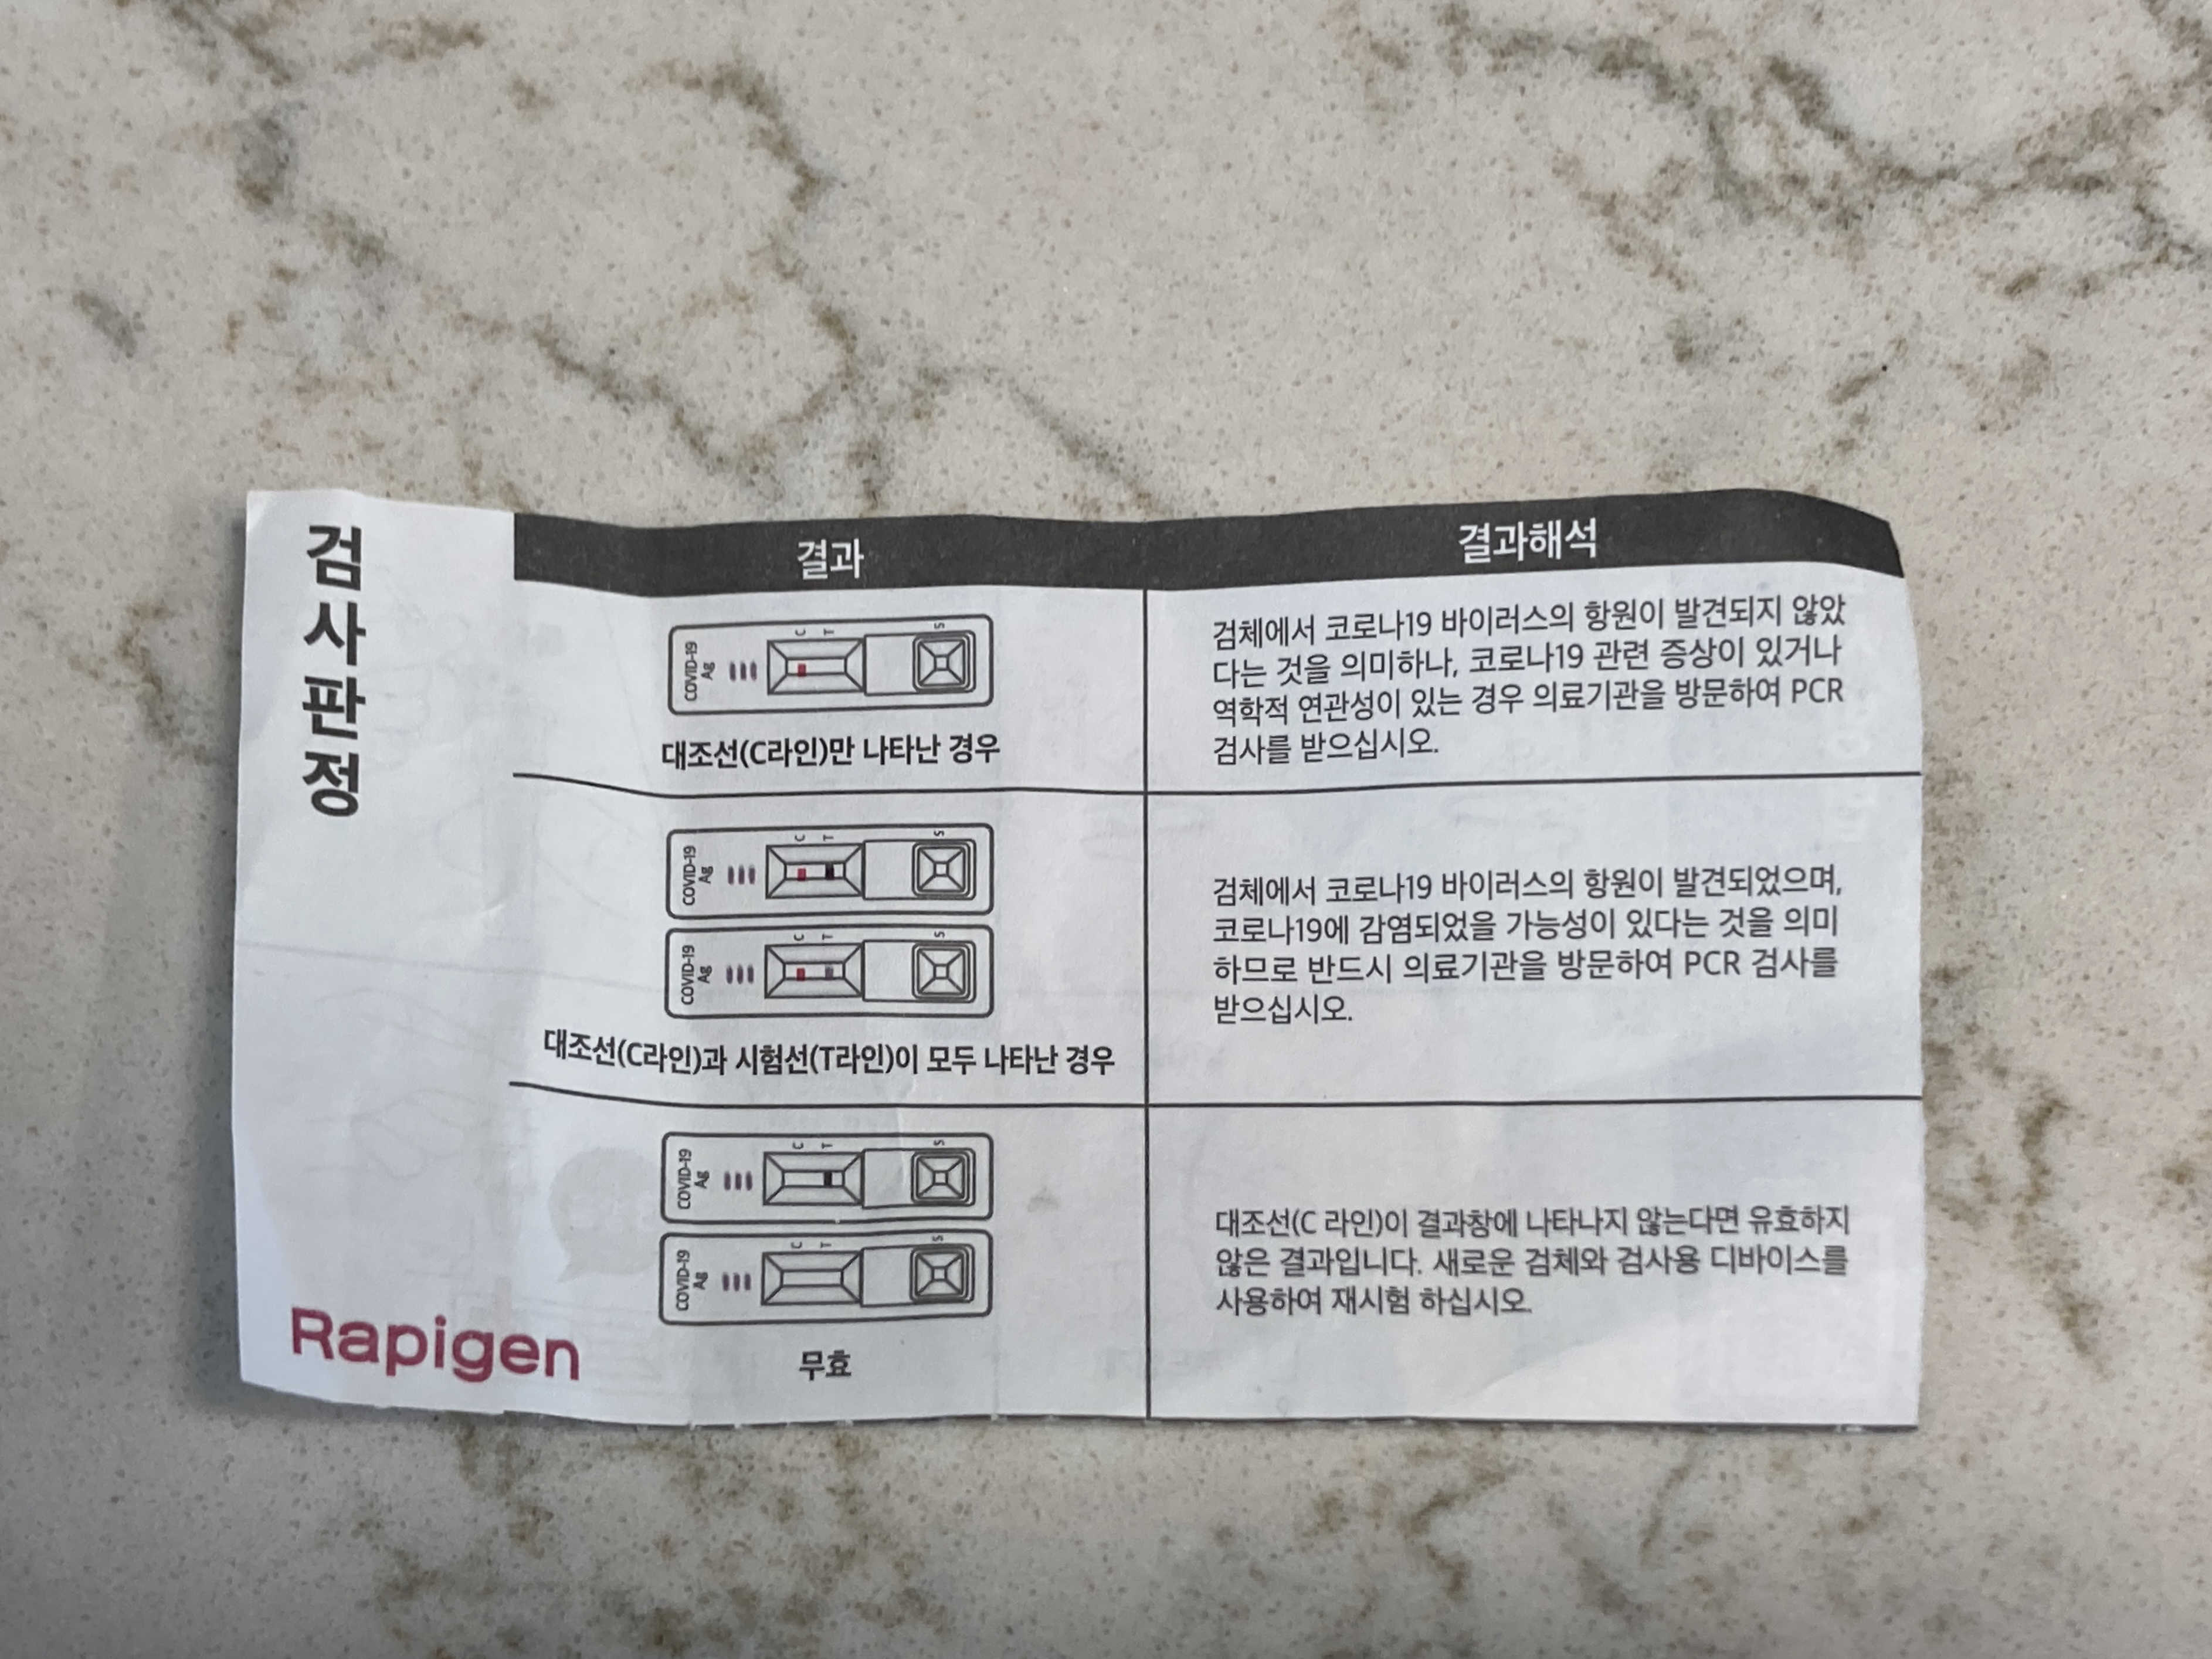 검사판정
결과
결과해석
COVID-19
Ag
C T
S
대조선(C라인)만 나타난 경우
검체에서 코로나19 바이러스의 항원이 발견되지 않았
다는 것을 의미하나, 코로나19 관련 증상이 있거나
역학적 연관성이 있는 경우 의료기관을 방문하여 PCR
검사를 받으십시오.
COVID-19
Ag
C T
S
COVID-19
Ag
C T
S
대조선(C라인)과 시험선(T라인)이 모두 나타난 경우
검체에서 코로나19 바이러스의 항원이 발견되었으며,
코로나19에 감염되었을 가능성이 있다는 것을 의미
하므로 반드시 의료기관을 방문하여 PCR 검사를
받으십시오.
COVID-19
Ag
C T
S
COVID-19
Ag
C T
S
무효
대조선(C 라인)이 결과창에 나타나지 않는다면 유효하지
않은 결과입니다. 새로운 검체와 검사용 디바이스를
사용하여 재시험 하십시오.
Rapigen